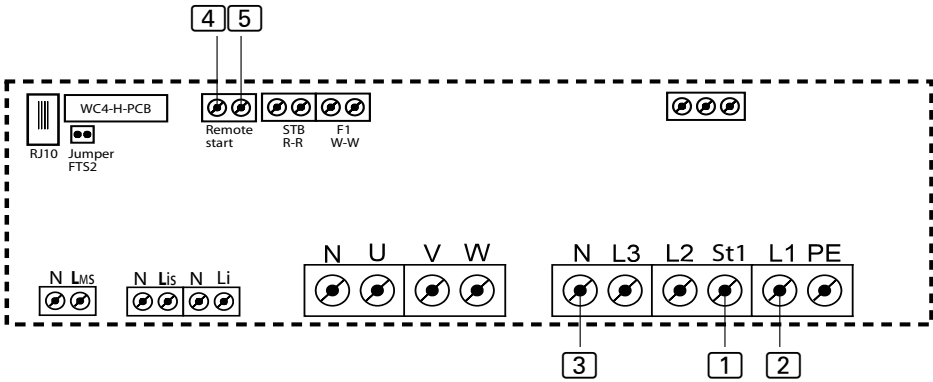 4 5
WC4-H-PCB
RJ10
Jumper
FTS2
Remote
start
STB
R-R
F1
W-W
N LMS
N Lis N Li
N U V W
N L3 L2 St1 L1 PE
3 1 2